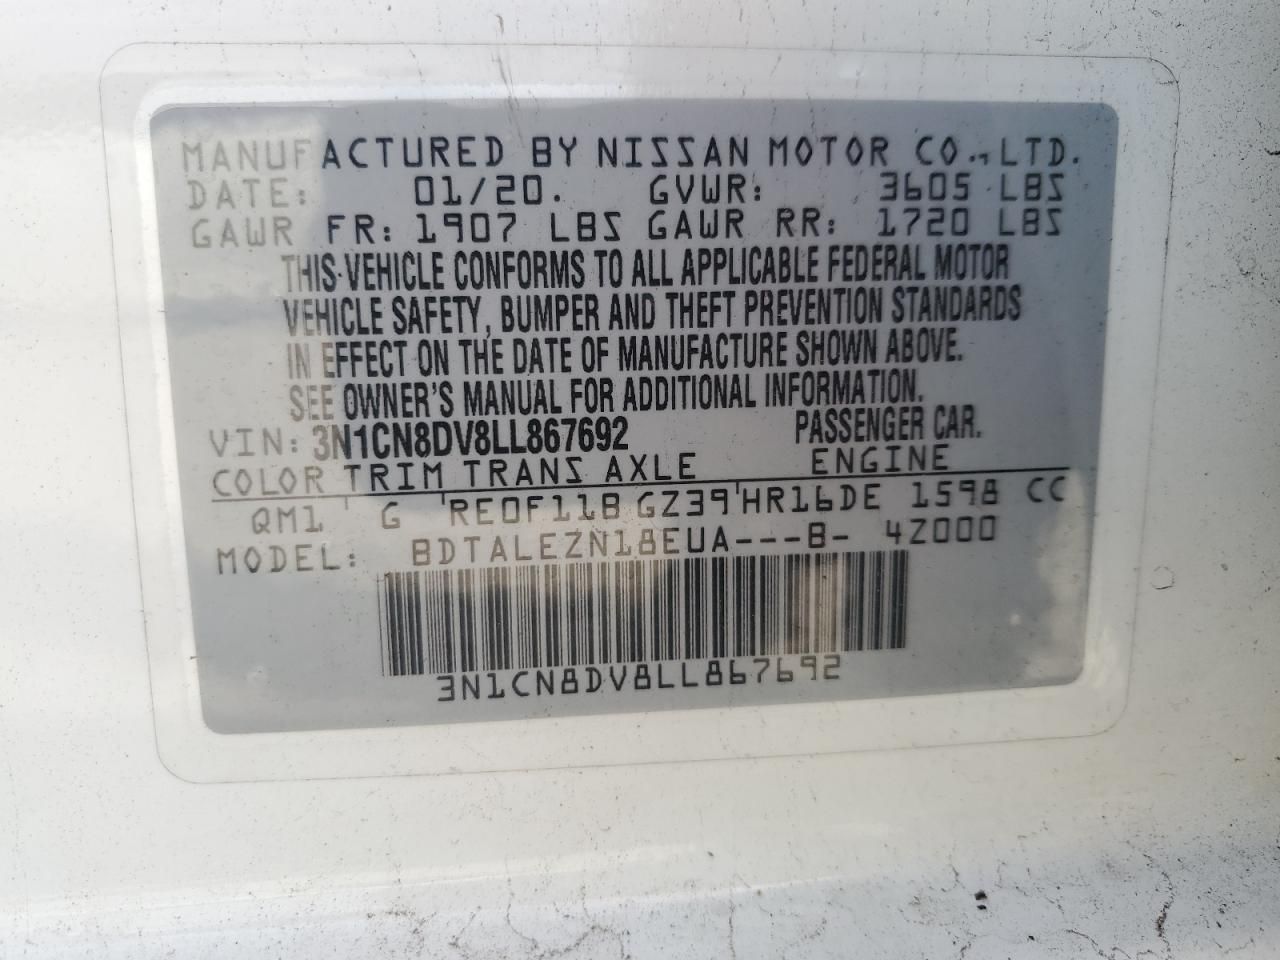 MANUFACTURED BY NISSAN MOTOR CO., LTD.
DATE: 01/20. GVWR: 3605 LBS
GAWR FR: 1907 LBS GAWR RR: 1720 LBS
THIS VEHICLE CONFORMS TO ALL APPLICABLE FEDERAL MOTOR
VEHICLE SAFETY, BUMPER AND THEFT PREVENTION STANDARDS
IN EFFECT ON THE DATE OF MANUFACTURE SHOWN ABOVE.
SEE OWNER'S MANUAL FOR ADDITIONAL INFORMATION.
VIN: 3N1CN8DV8LL867692 PASSENGER CAR.
COLOR TRIM TRANS AXLE ENGINE
QM1 ' G ' RE0F11B GZ39 ' HR16DE 1598 CC
MODEL: BDTALEZN18EUA---B- 4Z000
3N1CN8DV8LL867692